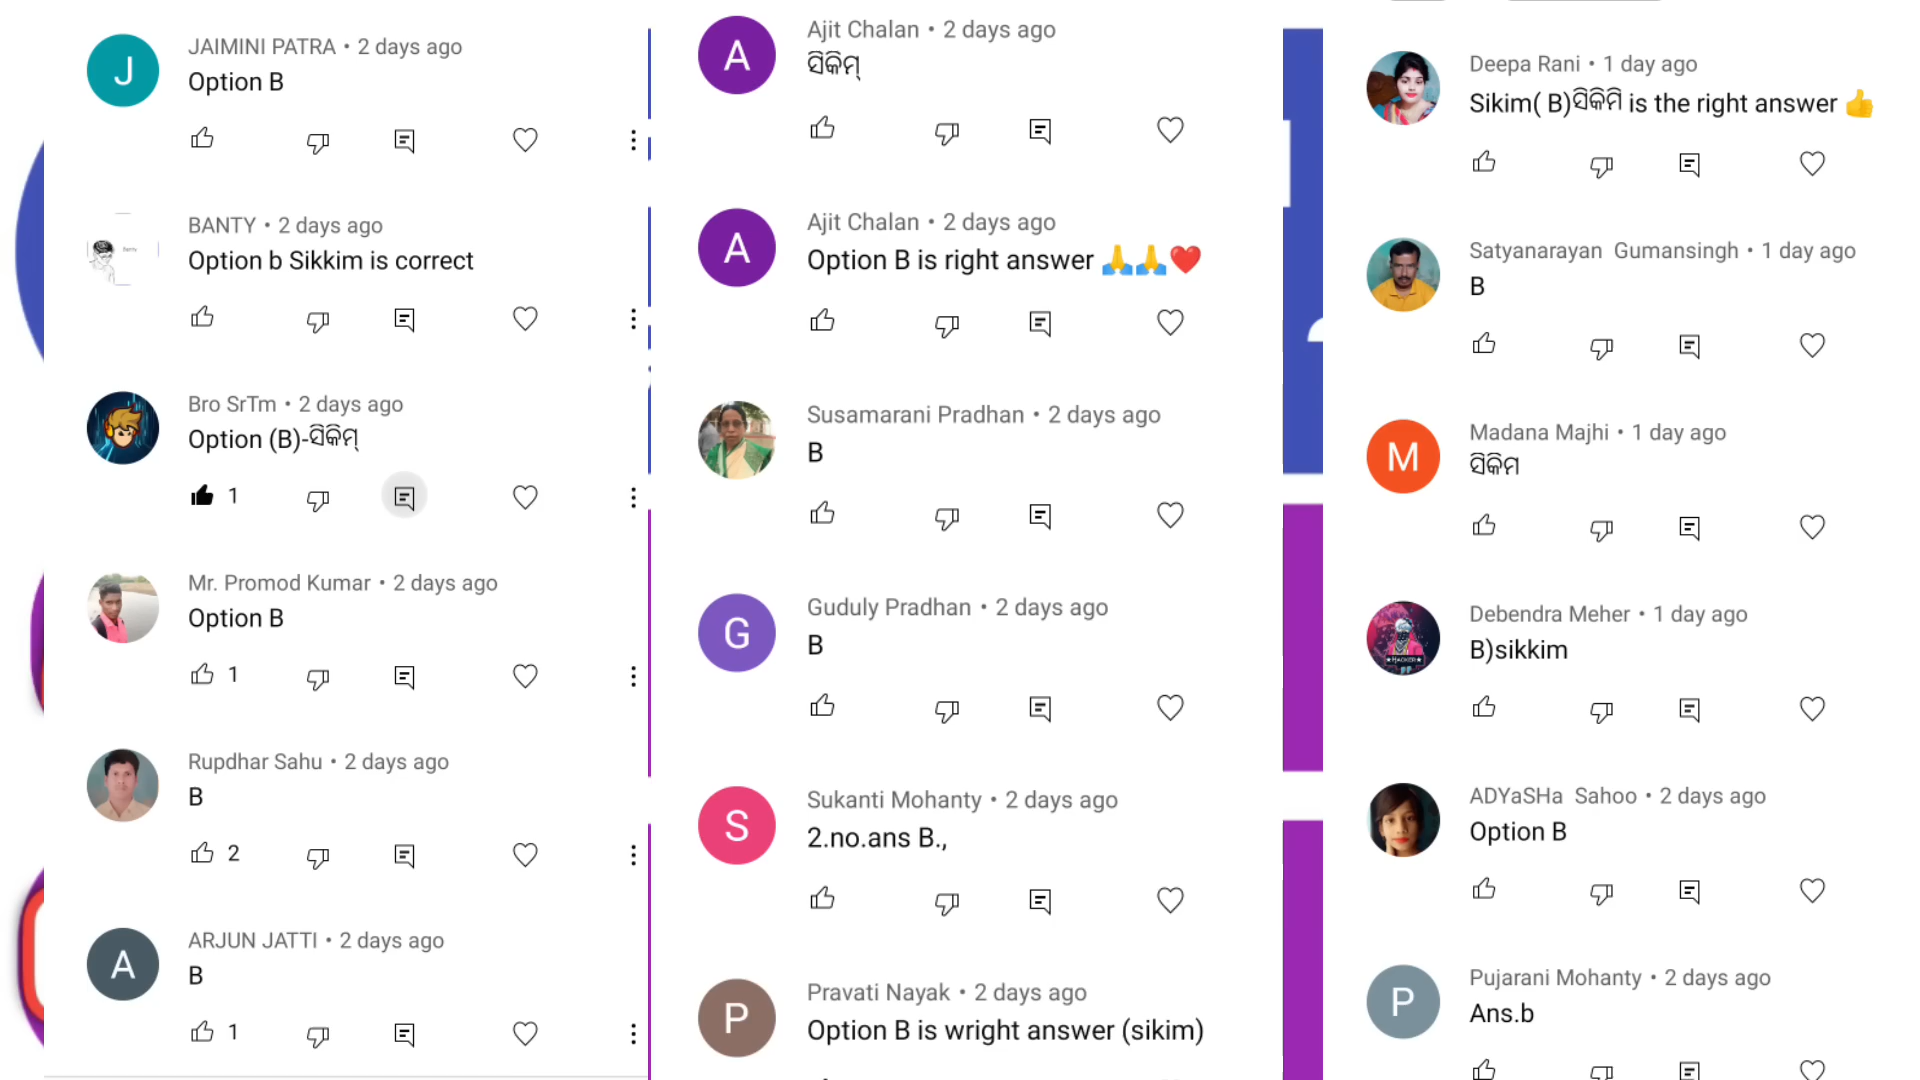 J
JAIMINI PATRA • 2 days ago
Option B
BANTY • 2 days ago
Option b Sikkim is correct
Bro SrTm • 2 days ago
Option (B)-ସିକିମ୍
1
Mr. Promod Kumar • 2 days ago
Option B
1
Rupdhar Sahu • 2 days ago
B
2
A
ARJUN JATTI • 2 days ago
B
1
A
Ajit Chalan • 2 days ago
ସିକିମ୍
A
Ajit Chalan • 2 days ago
Option B is right answer 🙏🙏❤️
Susamarani Pradhan • 2 days ago
B
G
Guduly Pradhan • 2 days ago
B
S
Sukanti Mohanty • 2 days ago
2.no.ans B.,
P
Pravati Nayak • 2 days ago
Option B is wright answer (sikim)
Deepa Rani • 1 day ago
Sikim( B)ସିକିମି is the right answer 👍
Satyanarayan Gumansingh • 1 day ago
B
M
Madana Majhi • 1 day ago
ସିକିମ
HACKER
Debendra Meher • 1 day ago
B)sikkim
ADYaSHa Sahoo • 2 days ago
Option B
P
Pujarani Mohanty • 2 days ago
Ans.b